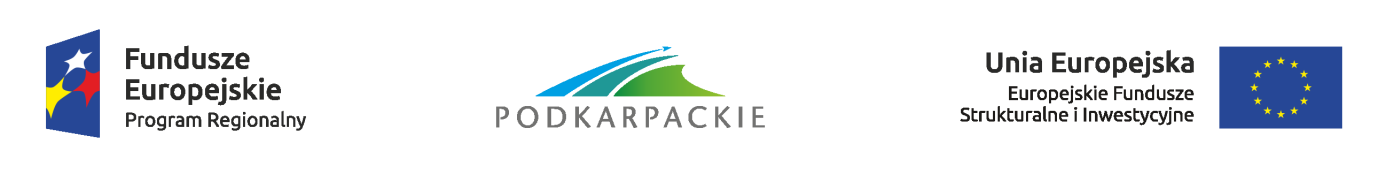 Fundusze
Europejskie
Program Regionalny
PODKARPACKIE
Unia Europejska
Europejskie Fundusze
Strukturalne i Inwestycyjne